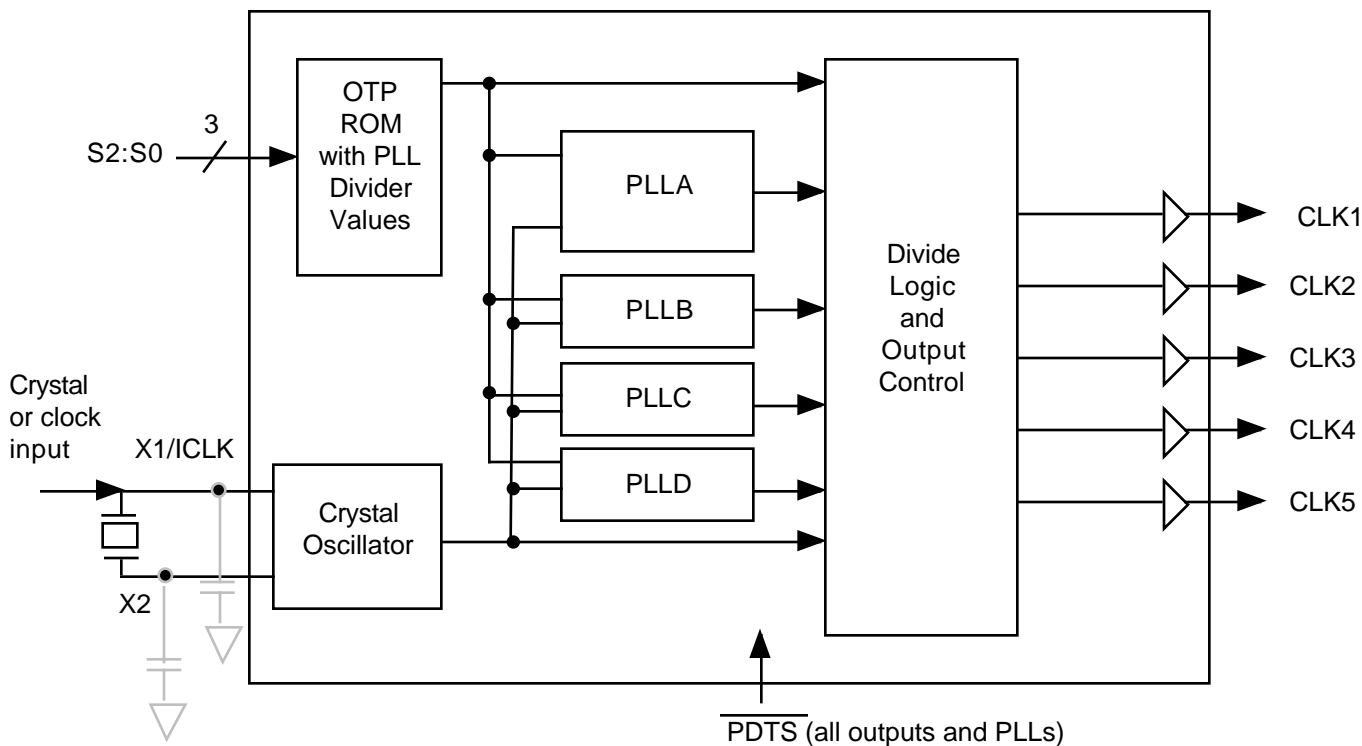 OTP
ROM
with PLL
Divider
Values
3
S2:S0
PLLA
PLLB
PLLC
PLLD
Divide
Logic
and
Output
Control
CLK1
CLK2
CLK3
CLK4
CLK5
Crystal
or clock
input
X1/ICLK
X2
Crystal
Oscillator
PDTS (all outputs and PLLs)